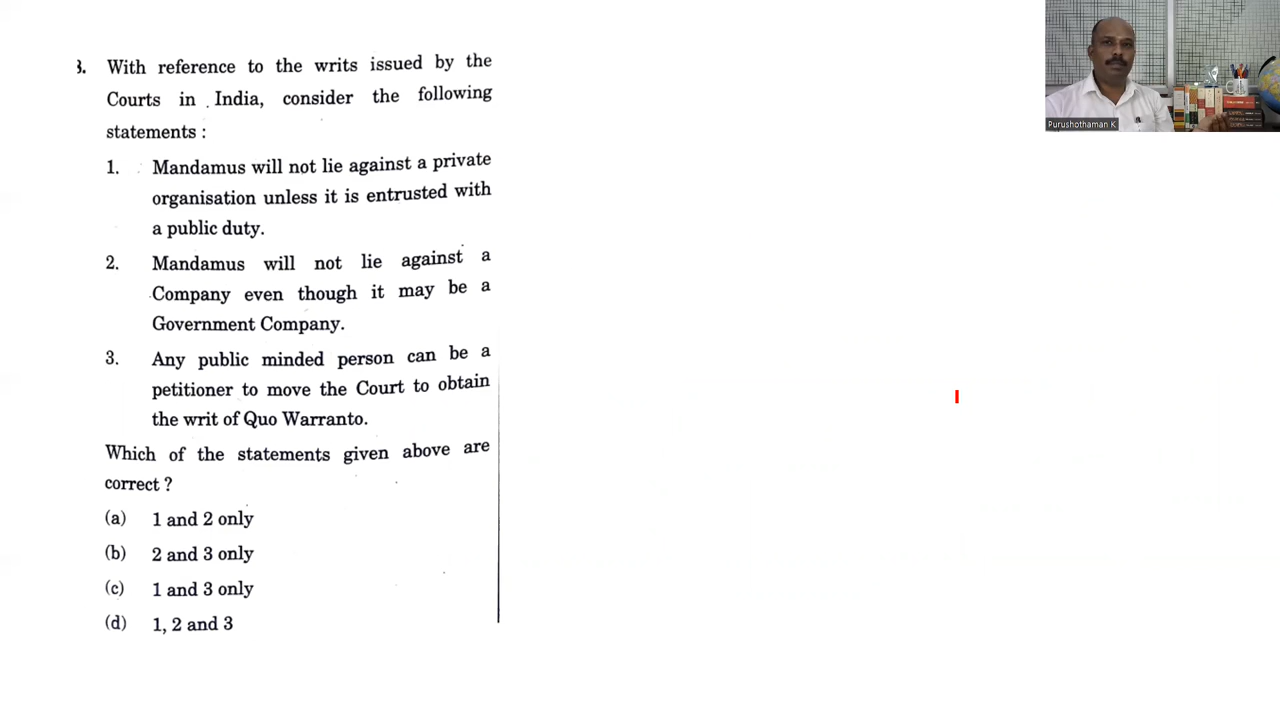 3. With reference to the writs issued by the
Courts in India, consider the following
statements :
1. Mandamus will not lie against a private
organisation unless it is entrusted with
a public duty.
2. Mandamus will not lie against a
Company even though it may be a
Government Company.
3. Any public minded person can be a
petitioner to move the Court to obtain
the writ of Quo Warranto.
Which of the statements given above are
correct ?
(a) 1 and 2 only
(b) 2 and 3 only
(c) 1 and 3 only
(d) 1, 2 and 3
Purushothaman K